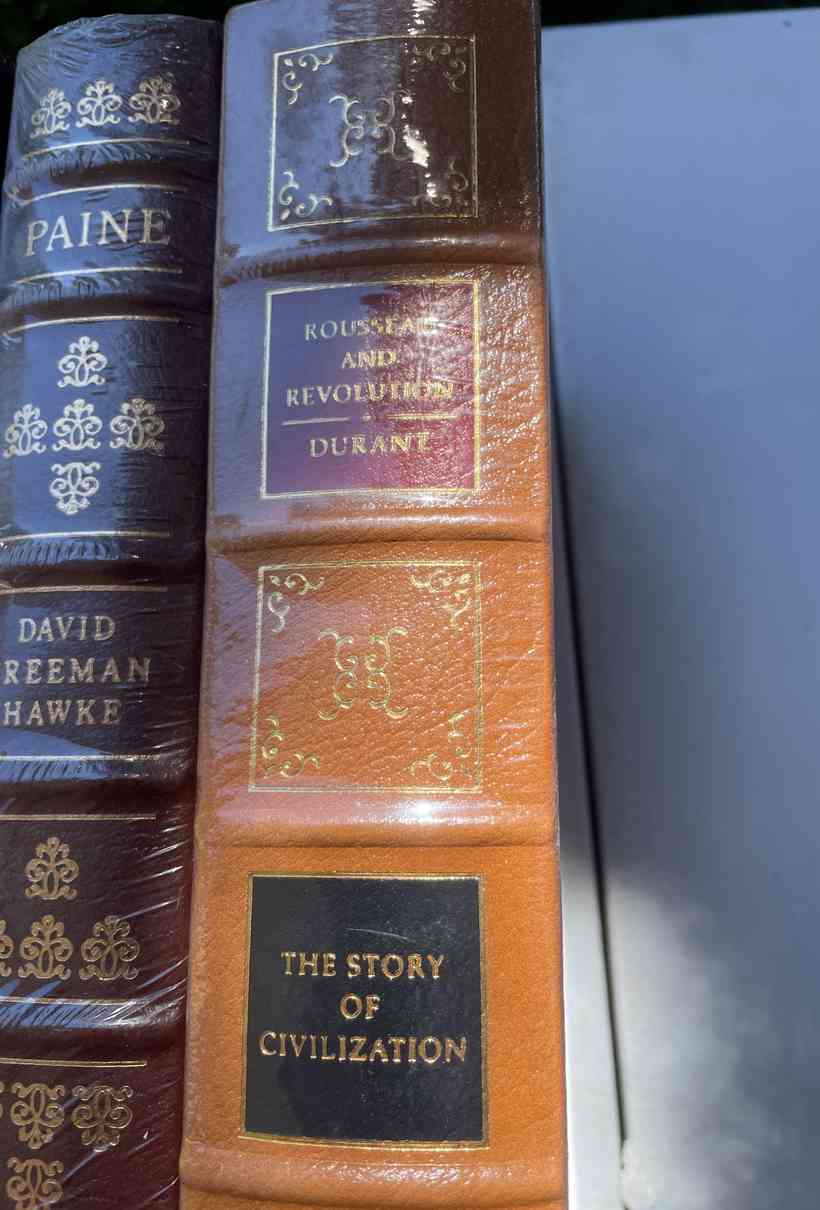 PAINE
DAVID
REEMAN
HAWKE
ROUSSEAU
AND
REVOLUTION
DURANT
THE STORY
OF
CIVILIZATION